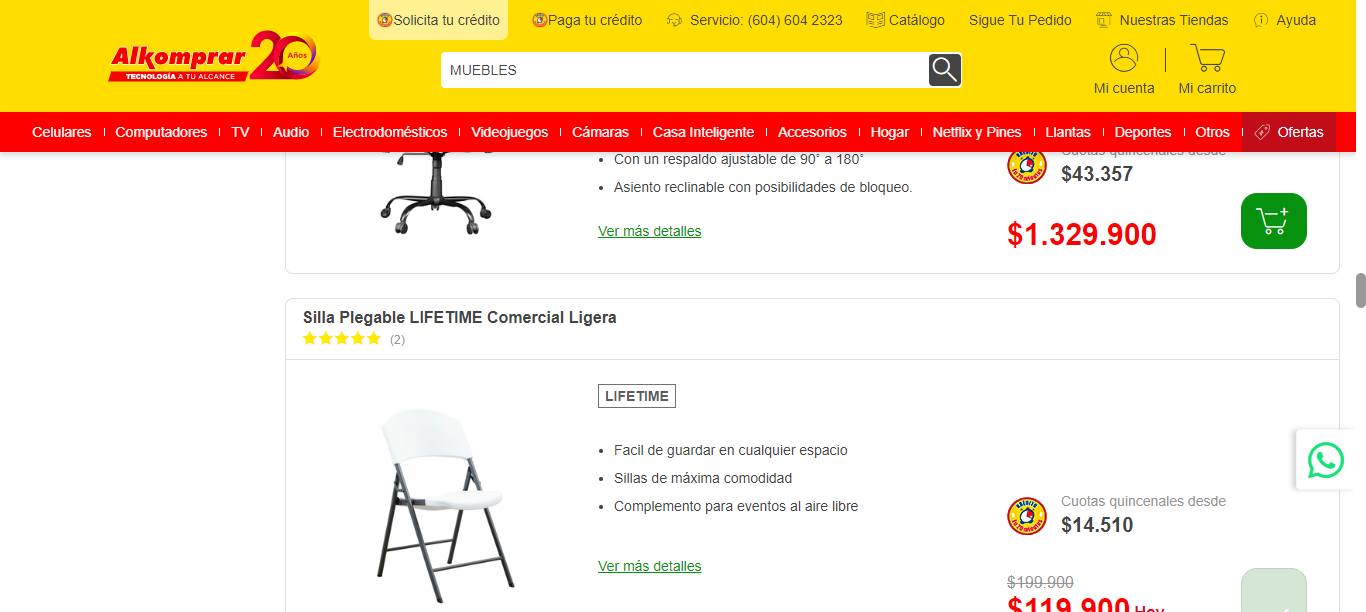 Solicita tu crédito
Paga tu crédito
Servicio: (604) 604 2323
Catálogo
Sigue Tu Pedido
Nuestras Tiendas
Ayuda
Alkomprar 20 Años
TECNOLOGÍA A TU ALCANCE
MUEBLES
Mi cuenta
Mi carrito
Celulares
Computadores
TV
Audio
Electrodomésticos
Videojuegos
Cámaras
Casa Inteligente
Accesorios
Hogar
Netflix y Pines
Llantas
Deportes
Otros
Ofertas
Con un respaldo ajustable de 90° a 180°
Asiento reclinable con posibilidades de bloqueo.
Ver más detalles
Cuotas quincenales desde
$43.357
$1.329.900
Silla Plegable LIFETIME Comercial Ligera
(2)
LIFETIME
Facil de guardar en cualquier espacio
Sillas de máxima comodidad
Complemento para eventos al aire libre
Ver más detalles
Cuotas quincenales desde
$14.510
$199.900
$119.900 Hoy